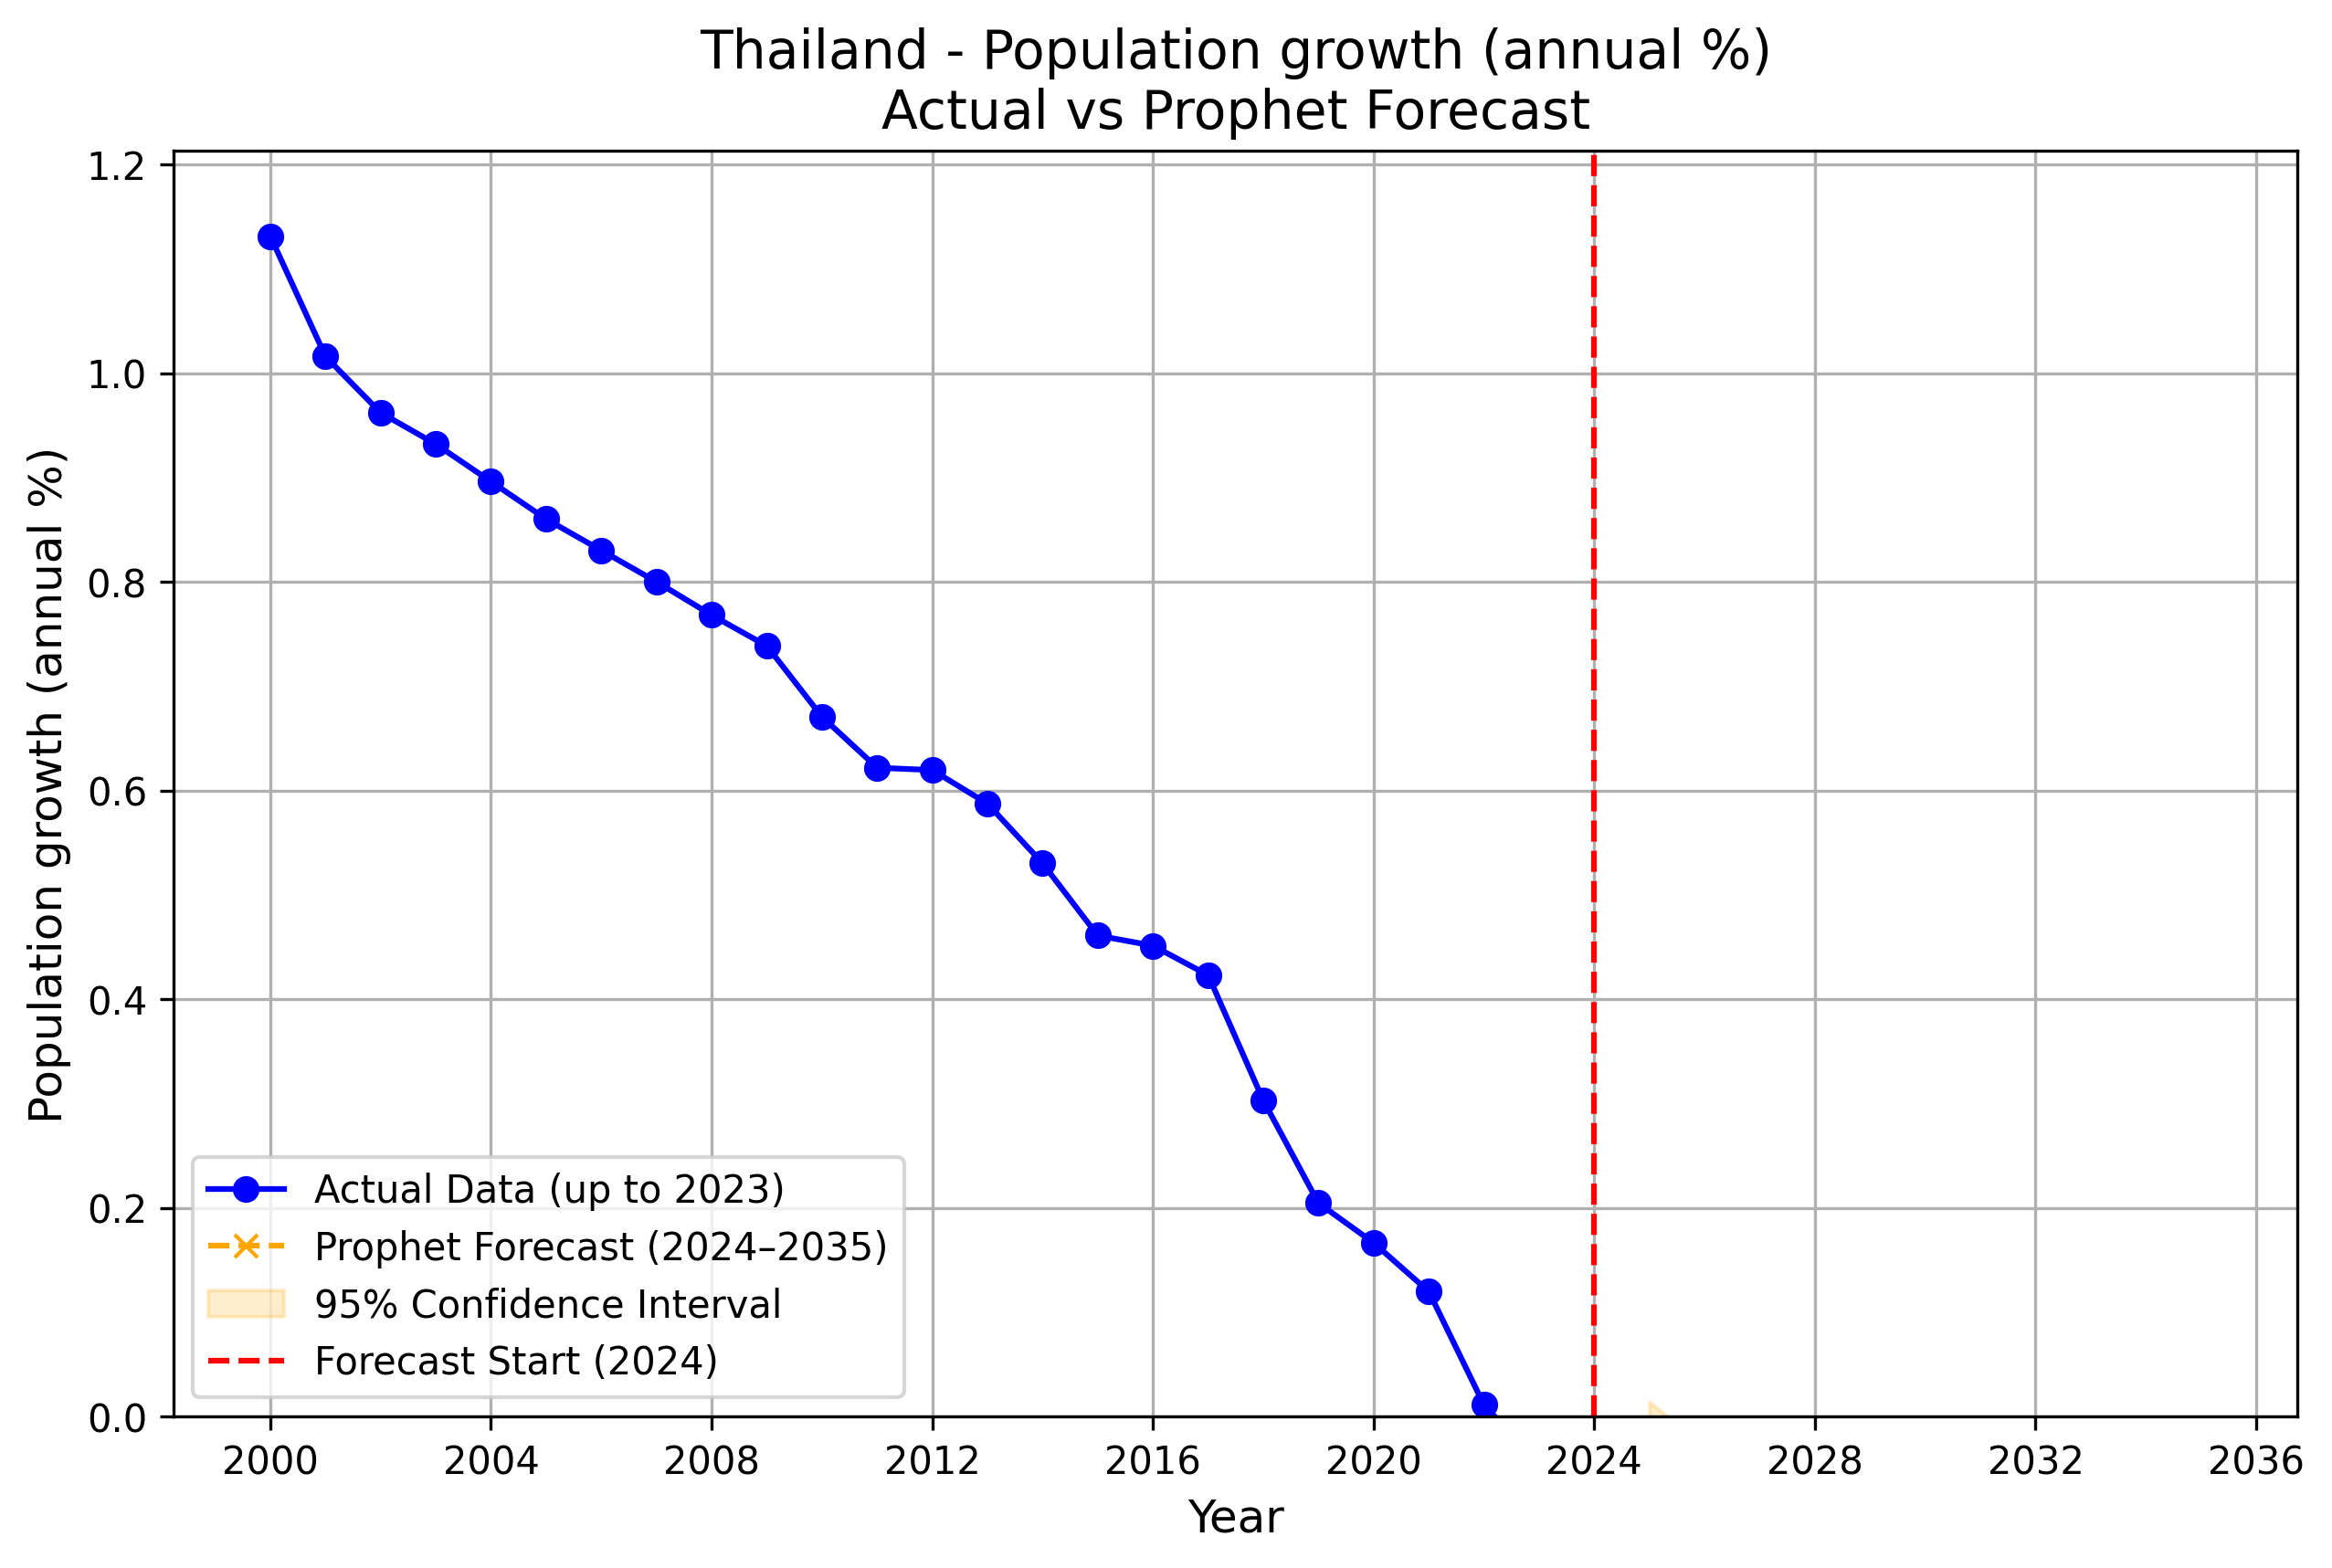 Thailand - Population growth (annual %)
Actual vs Prophet Forecast
Population growth (annual %)
1.2
1.0
0.8
0.6
0.4
0.2
0.0
Actual Data (up to 2023)
Prophet Forecast (2024–2035)
95% Confidence Interval
Forecast Start (2024)
2000 2004 2008 2012 2016 2020 2024 2028 2032 2036
Year